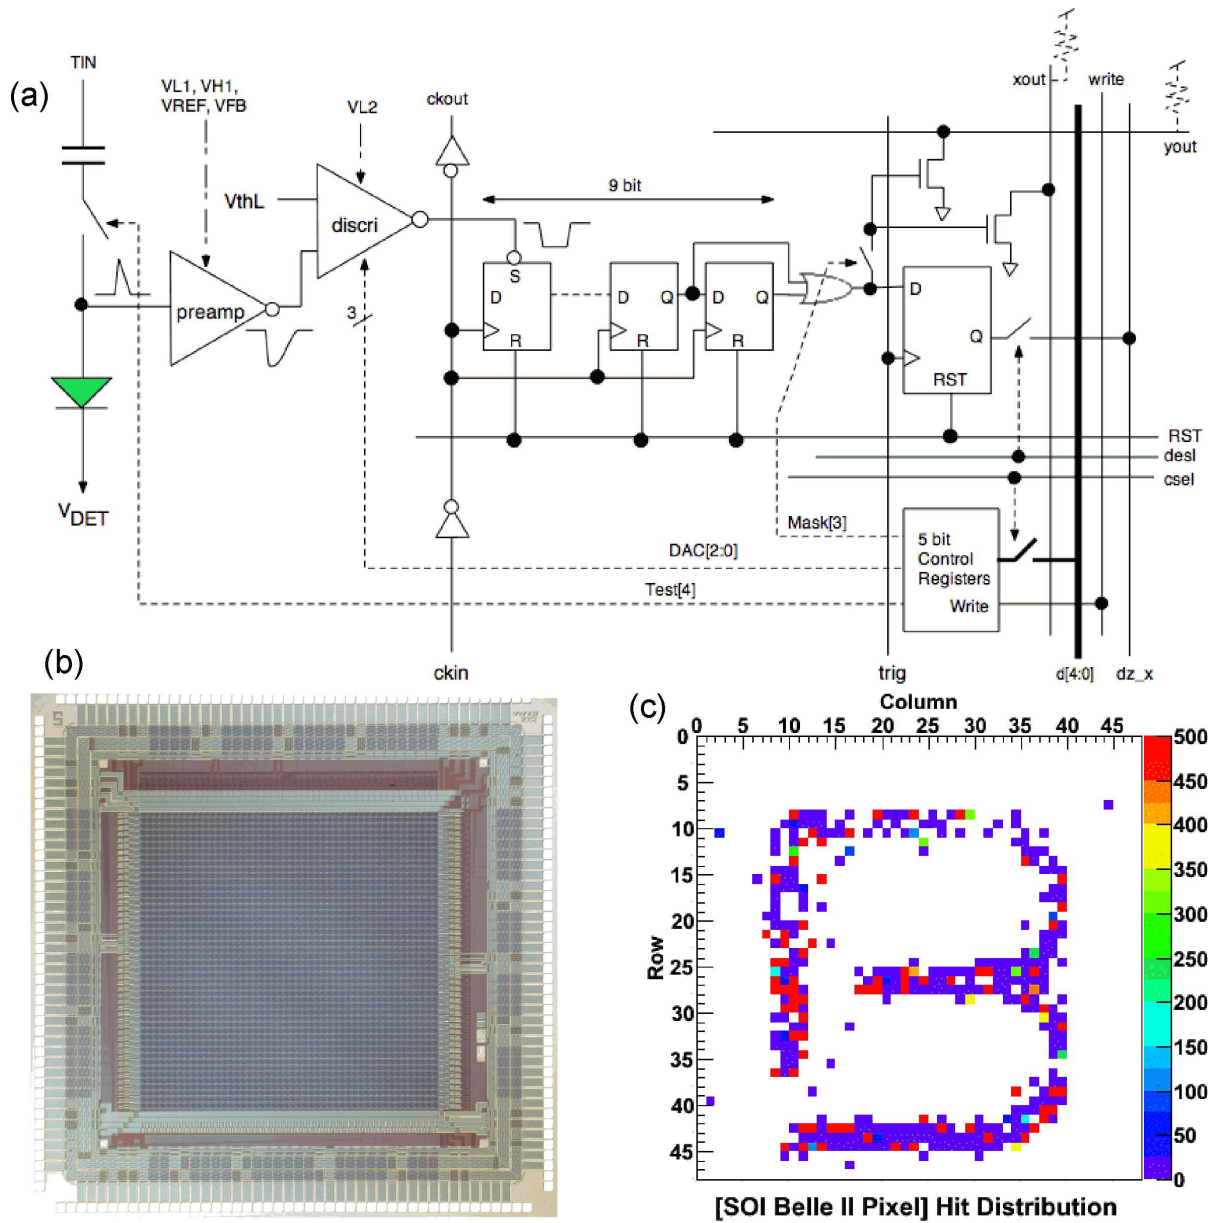 (a)
TIN
VL1, VH1,
VREF, VFB
VL2
ckout
xout
write
yout
VthL
discri
9 bit
preamp
3
S
D
R
D
Q
R
D
Q
R
D
Q
RST
RST
desl
csel
VDET
Mask[3]
DAC[2:0]
Test[4]
5 bit
Control
Registers
Write
ckin
trig
d[4:0]
dz_x
(b)
5
(c)
Column
0 5 10 15 20 25 30 35 40 45
Row
0
5
10
15
20
25
30
35
40
45
500
450
400
350
300
250
200
150
100
50
0
[SOI Belle II Pixel] Hit Distribution